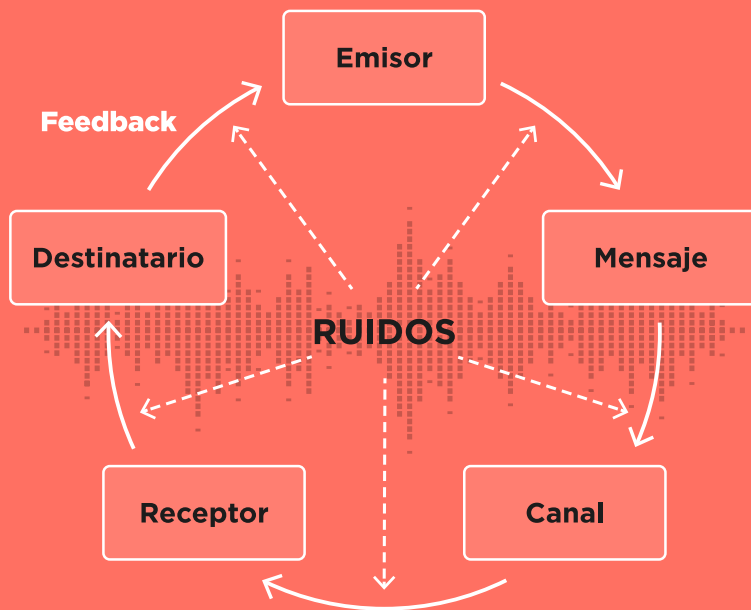 Emisor
Feedback
Destinatario
Mensaje
RUIDOS
Receptor
Canal